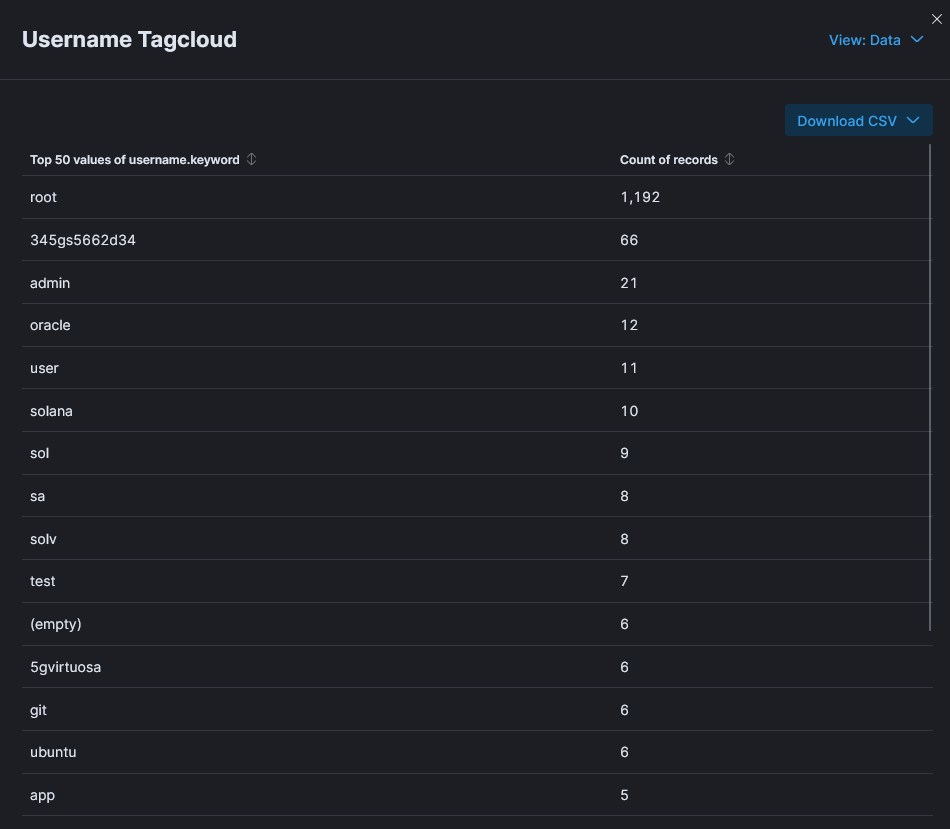 Username Tagcloud
View: Data
Download CSV
Top 50 values of username.keyword Count of records
root 1,192
345gs5662d34 66
admin 21
oracle 12
user 11
solana 10
sol 9
sa 8
solv 8
test 7
(empty) 6
5gvirtuosa 6
git 6
ubuntu 6
app 5